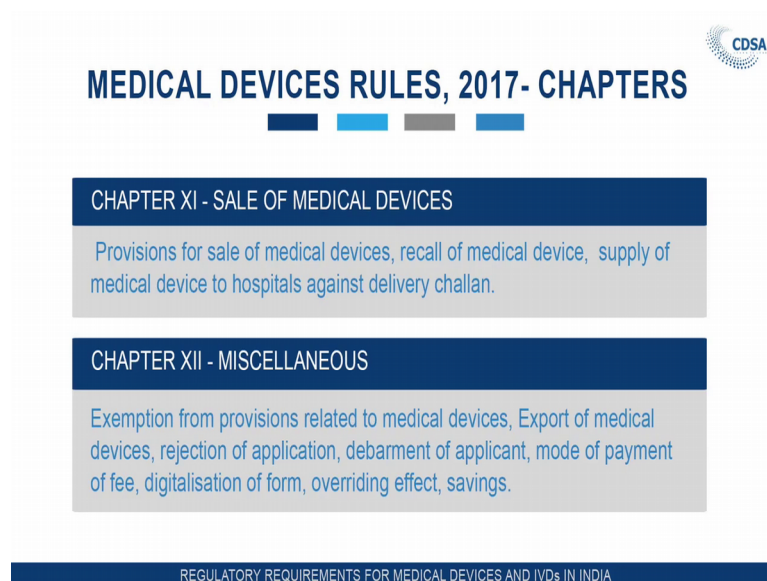 CDSA
MEDICAL DEVICES RULES, 2017- CHAPTERS
CHAPTER XI - SALE OF MEDICAL DEVICES
Provisions for sale of medical devices, recall of medical device, supply of
medical device to hospitals against delivery challan.
CHAPTER XII - MISCELLANEOUS
Exemption from provisions related to medical devices, Export of medical
devices, rejection of application, debarment of applicant, mode of payment
of fee, digitalisation of form, overriding effect, savings.
REGULATORY REQUIREMENTS FOR MEDICAL DEVICES AND IVDs IN INDIA